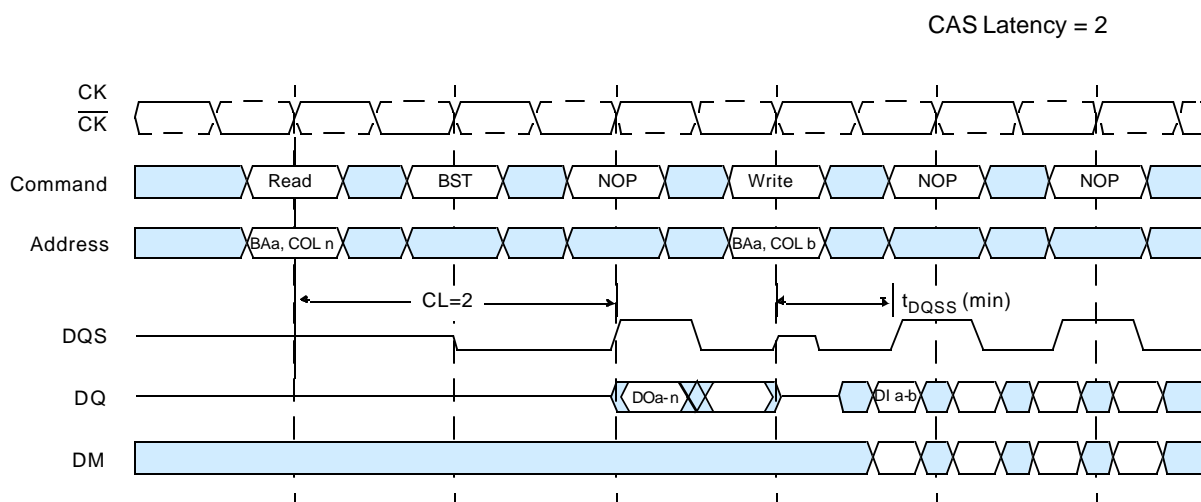 CAS Latency = 2
CK
CK
Command Read BST NOP Write NOP NOP
Address BAa, COL n BAa, COL b
CL=2 tDQSS (min)
DQS
DQ DOa-n DI a-b
DM